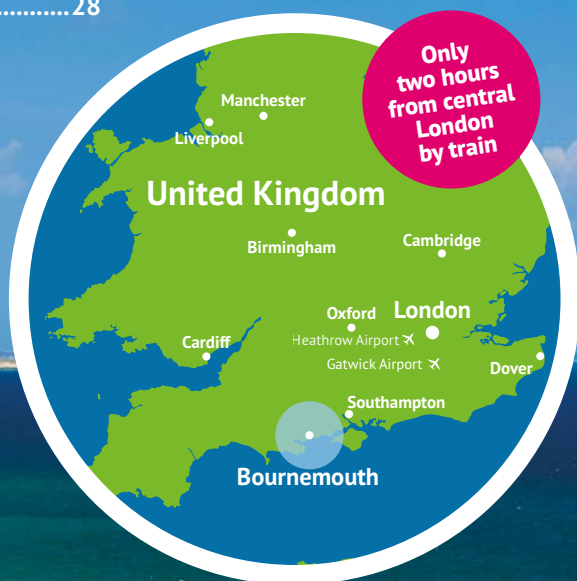 ...........28
Only
two hours
from central
London
by train
Manchester
Liverpool
United Kingdom
Birmingham
Cambridge
Oxford
London
Heathrow Airport
Cardiff
Gatwick Airport
Dover
Southampton
Bournemouth